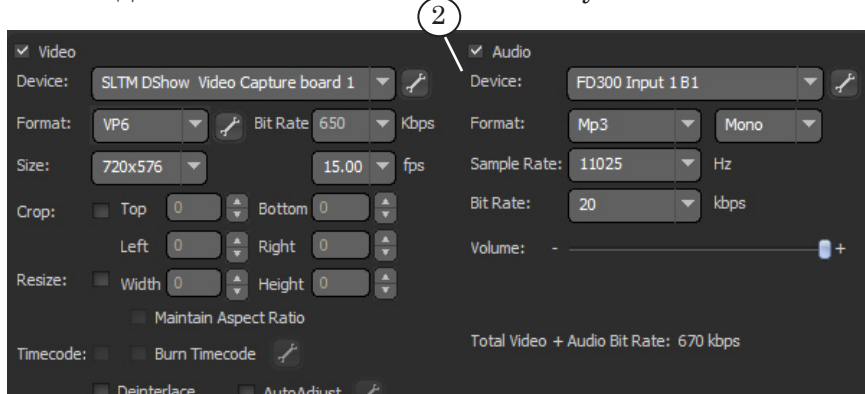 2
Video
Device: SLTM DShow Video Capture board 1
Format: VP6 Bit Rate 650 Kbps
Size: 720x576 15.00 fps
Crop: Top 0 Bottom 0
Left 0 Right 0
Resize: Width 0 Height 0
Maintain Aspect Ratio
Timecode: Burn Timecode
Deinterlace AutoAdjust
Audio
Device: FD300 Input 1 B1
Format: Mp3 Mono
Sample Rate: 11025 Hz
Bit Rate: 20 kbps
Volume: - +
Total Video + Audio Bit Rate: 670 kbps